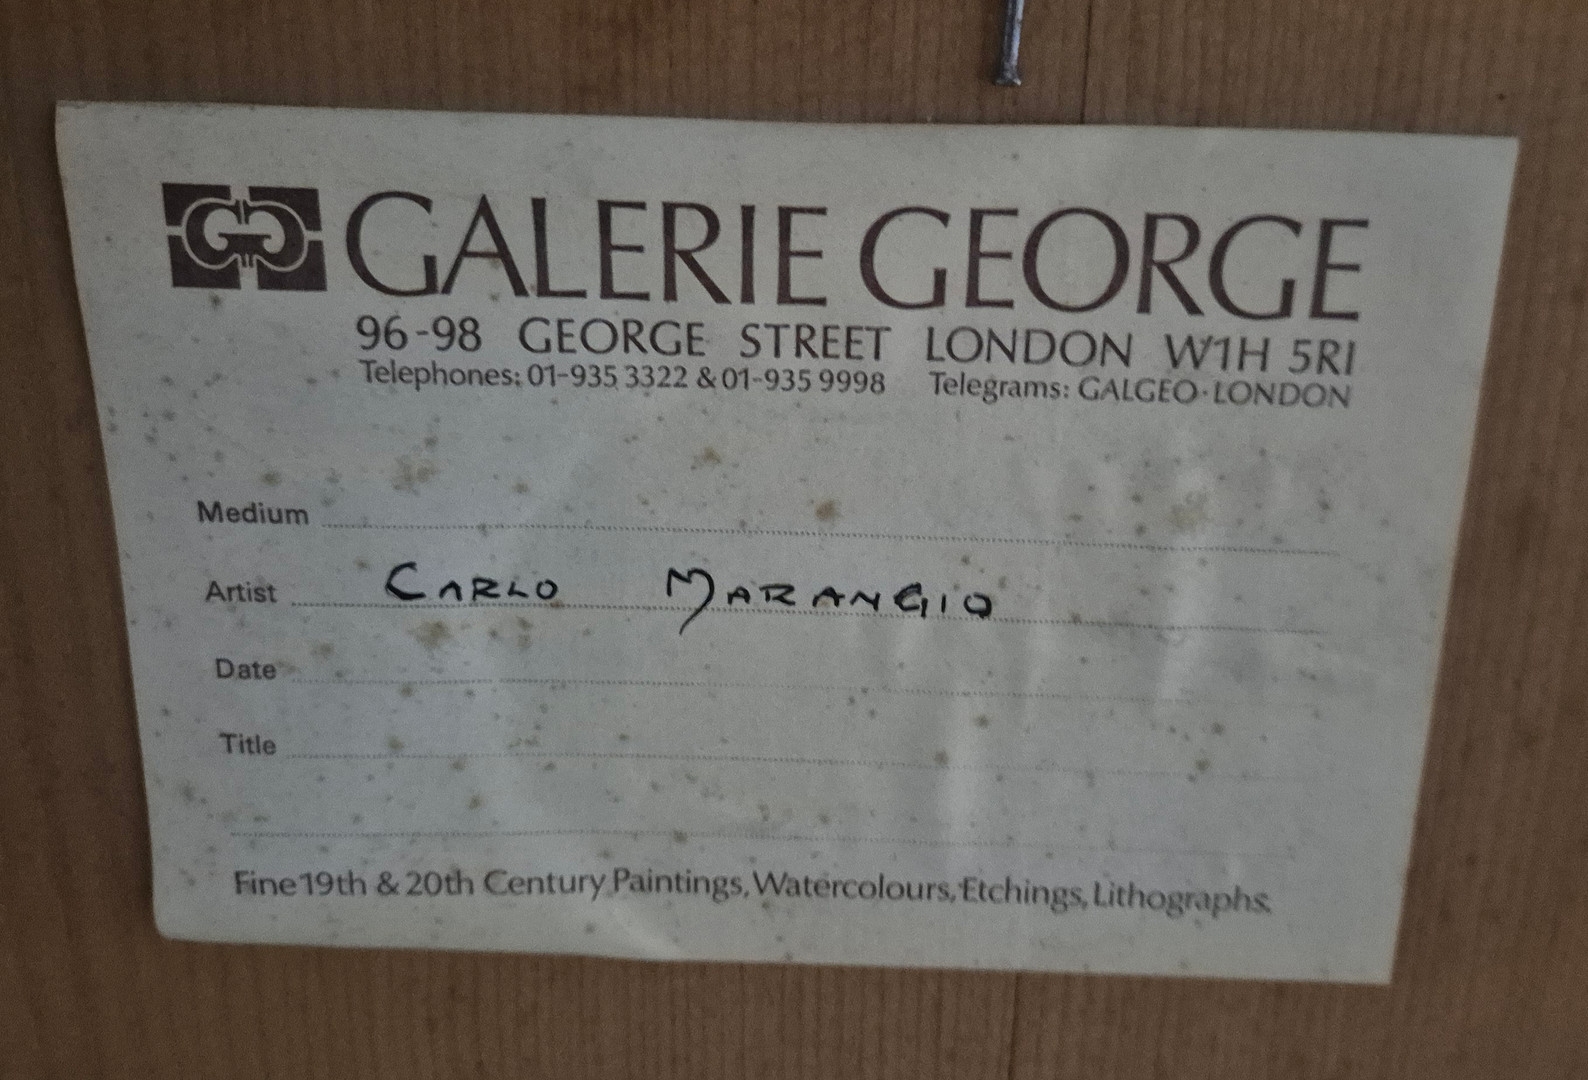 GG GALERIE GEORGE
96-98 GEORGE STREET LONDON W1H 5RI
Telephones: 01-935 3322 & 01-935 9998 Telegrams: GALGEO·LONDON
Medium
Artist CARLO MARANGIO
Date
Title
Fine 19th & 20th Century Paintings, Watercolours, Etchings, Lithographs.